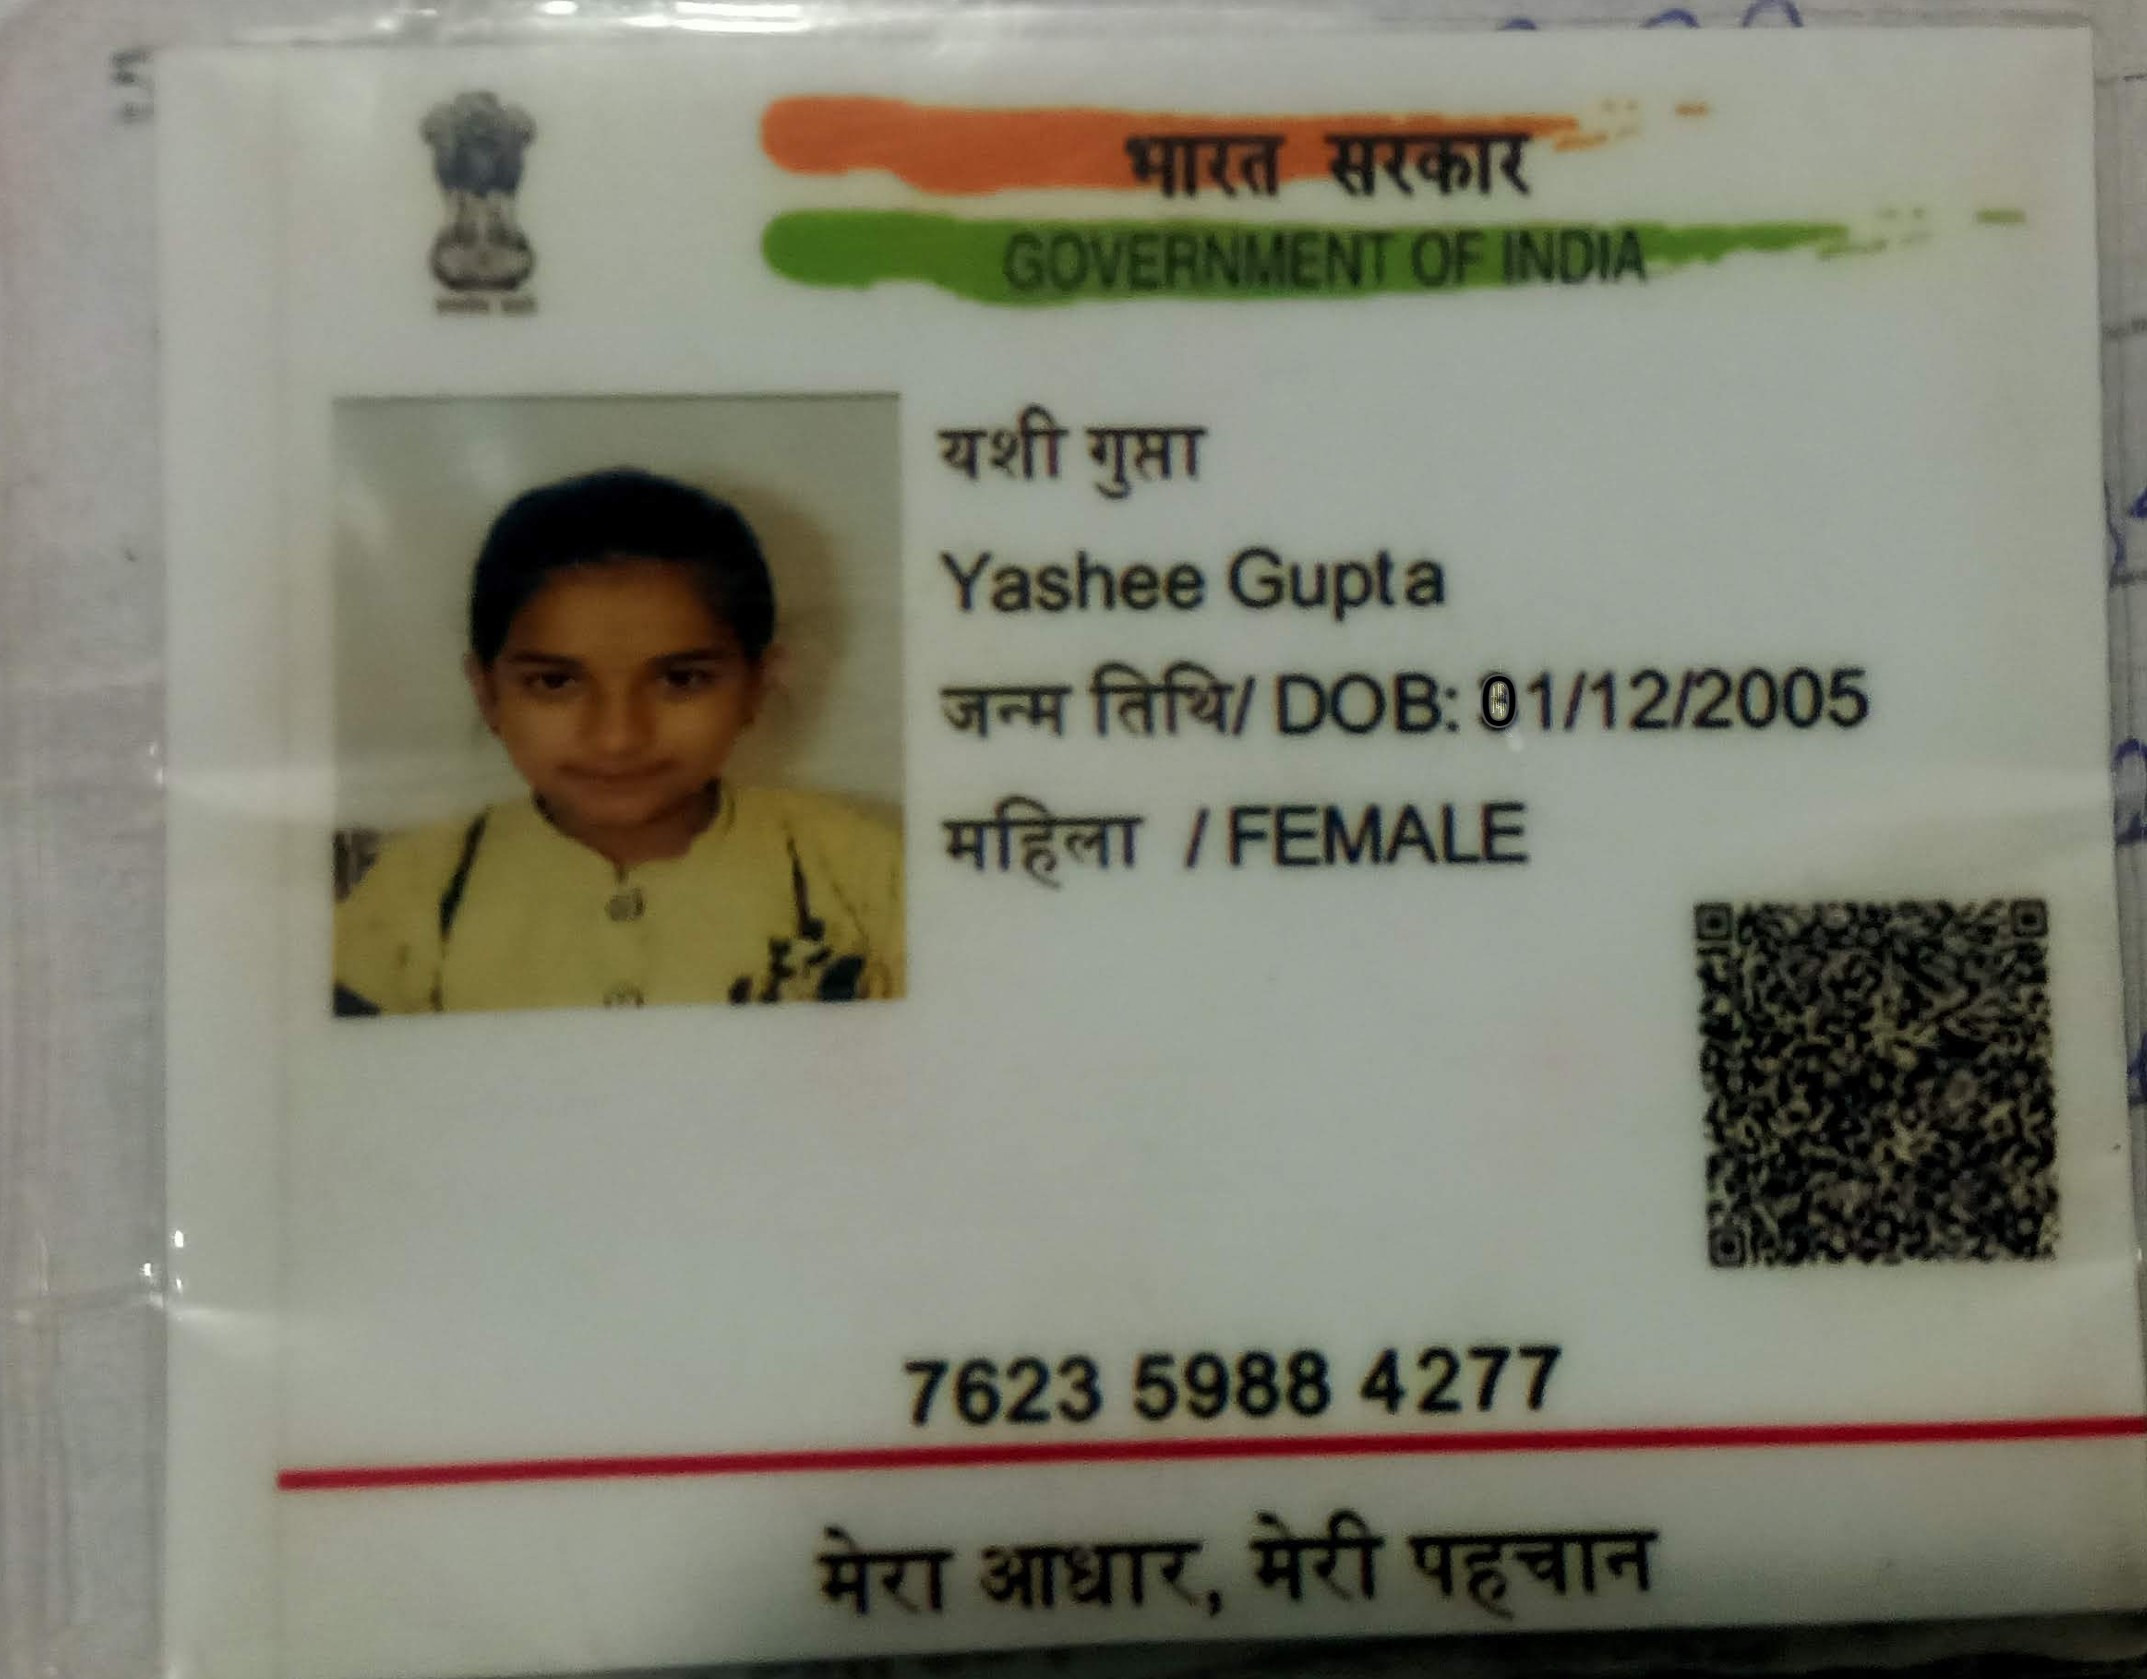 भारत सरकार
GOVERNMENT OF INDIA
यशी गुप्ता
Yashee Gupta
जन्म तिथि/ DOB: 01/12/2005
महिला / FEMALE
7623 5988 4277
मेरा आधार, मेरी पहचान